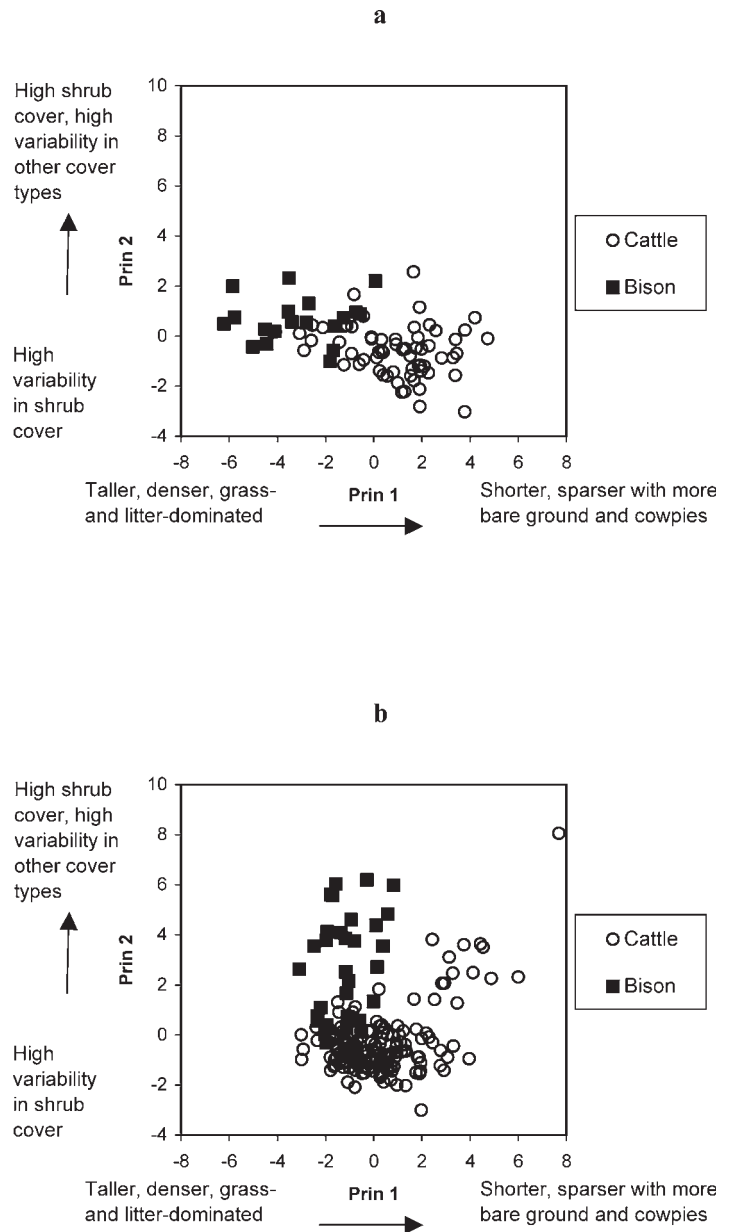 a
High shrub
cover, high
variability in
other cover
types
High
variability
in shrub
cover
Prin 2
10
8
6
4
2
0
-2
-4
-8 -6 -4 -2 0 2 4 6 8
Prin 1
Taller, denser, grass-
and litter-dominated
Shorter, sparser with more
bare ground and cowpies
Cattle
Bison
b
High shrub
cover, high
variability in
other cover
types
High
variability
in shrub
cover
Prin 2
10
8
6
4
2
0
-2
-4
-8 -6 -4 -2 0 2 4 6 8
Prin 1
Taller, denser, grass-
and litter-dominated
Shorter, sparser with more
bare ground and cowpies
Cattle
Bison